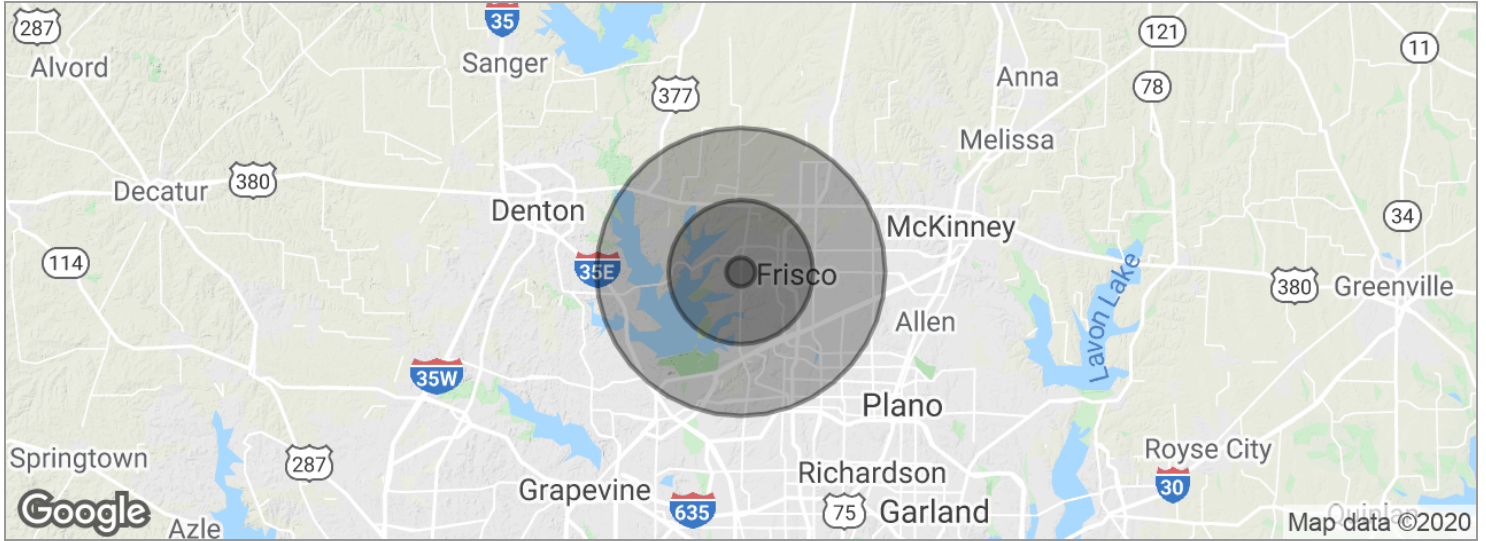 287
35
121
11
Alvord
Sanger
Anna
78
377
Melissa
Decatur
380
Denton
34
McKinney
114
35E
Frisco
Lavon Lake
380
Greenville
Allen
35W
Plano
Springtown
287
Royse City
Richardson
Grapevine
30
Google
635
75
Garland
Quinlan
Azle
Map data ©2020